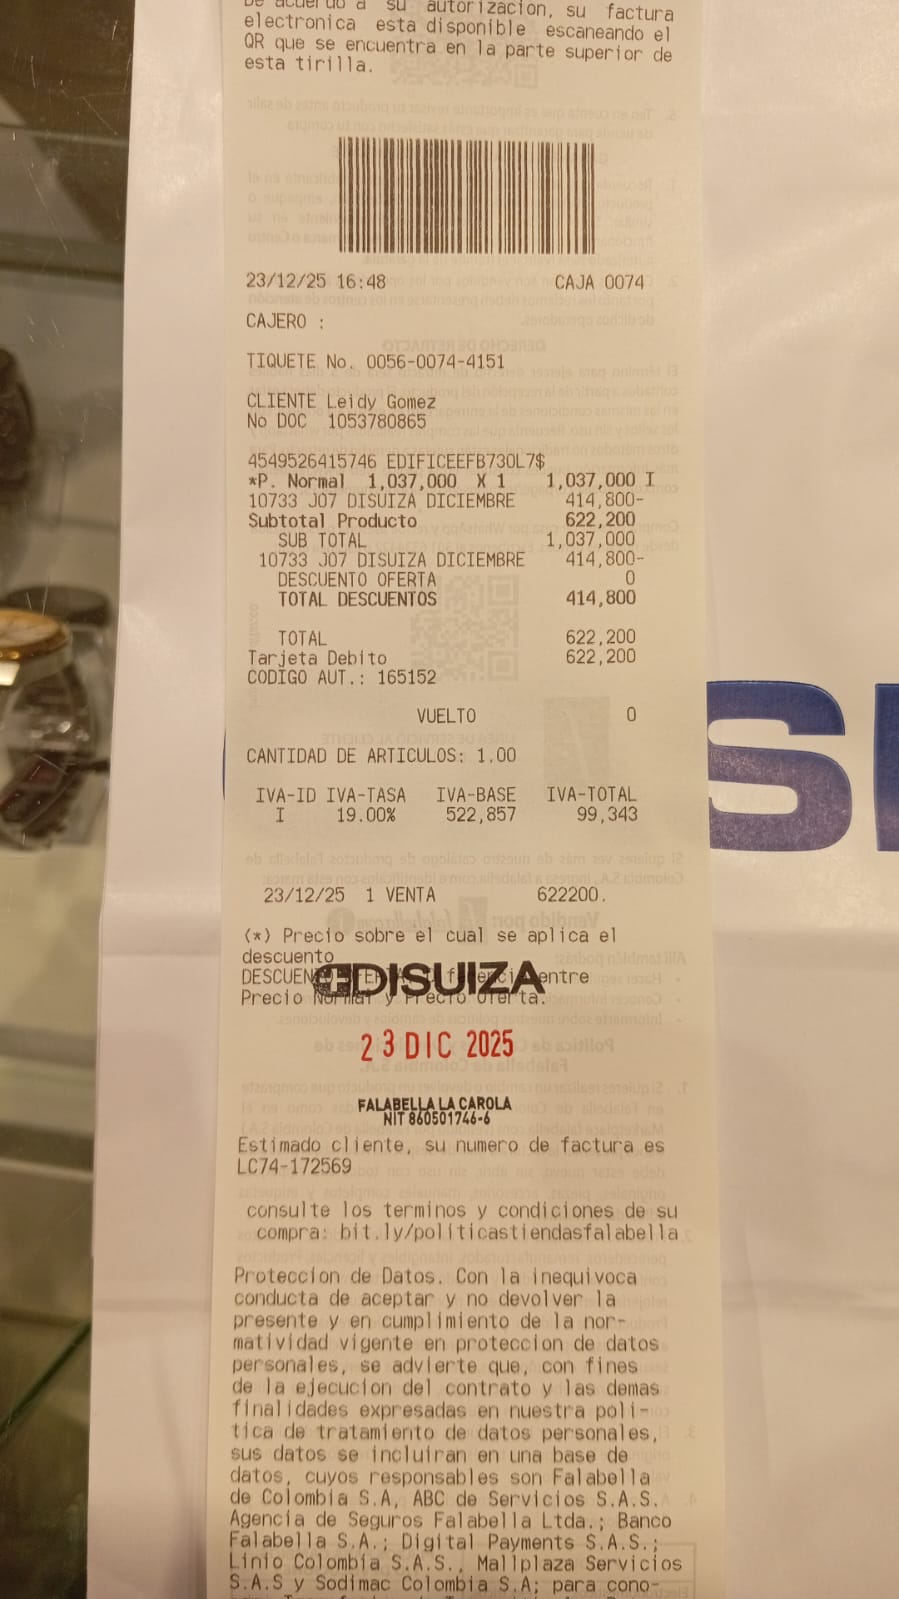 De acuerdo a su autorizacion, su factura
electronica esta disponible escaneando el
QR que se encuentra en la parte superior de
esta tirilla.
23/12/25 16:48 CAJA 0074
CAJERO :
TIQUETE No. 0056-0074-4151
CLIENTE Leidy Gomez
No DOC 1053780865
4549526415746 EDIFICEEFB730L7$
*P. Normal 1,037,000 X 1 1,037,000 I
10733 J07 DISUIZA DICIEMBRE 414,800-
Subtotal Producto 622,200
SUB TOTAL 1,037,000
10733 J07 DISUIZA DICIEMBRE 414,800-
DESCUENTO OFERTA 0
TOTAL DESCUENTOS 414,800
TOTAL 622,200
Tarjeta Debito 622,200
CODIGO AUT.: 165152
VUELTO 0
CANTIDAD DE ARTICULOS: 1.00
IVA-ID IVA-TASA IVA-BASE IVA-TOTAL
I 19.00% 522,857 99,343
23/12/25 1 VENTA 622200.
(*) Precio sobre el cual se aplica el
descuento
entre
Precio Normal y Precio Oferta.
DISUIZA
23 DIC 2025
FALABELLA LA CAROLA
NIT 860501746-6
Estimado cliente, su numero de factura es
LC74-172569
consulte los terminos y condiciones de su
compra: bit.ly/politicastiendasfalabella
Proteccion de Datos. Con la inequivoca
conducta de aceptar y no devolver la
presente y en cumplimiento de la nor-
matividad vigente en proteccion de datos
personales, se advierte que, con fines
de la ejecucion del contrato y las demas
finalidades expresadas en nuestra poli-
tica de tratamiento de datos personales,
sus datos se incluiran en una base de
datos, cuyos responsables son Falabella
de Colombia S.A, ABC de Servicios S.A.S.
Agencia de Seguros Falabella Ltda.; Banco
Falabella S.A.; Digital Payments S.A.S.;
Linio Colombia S.A.S., Mallplaza Servicios
S.A.S y Sodimac Colombia S.A; para cono-